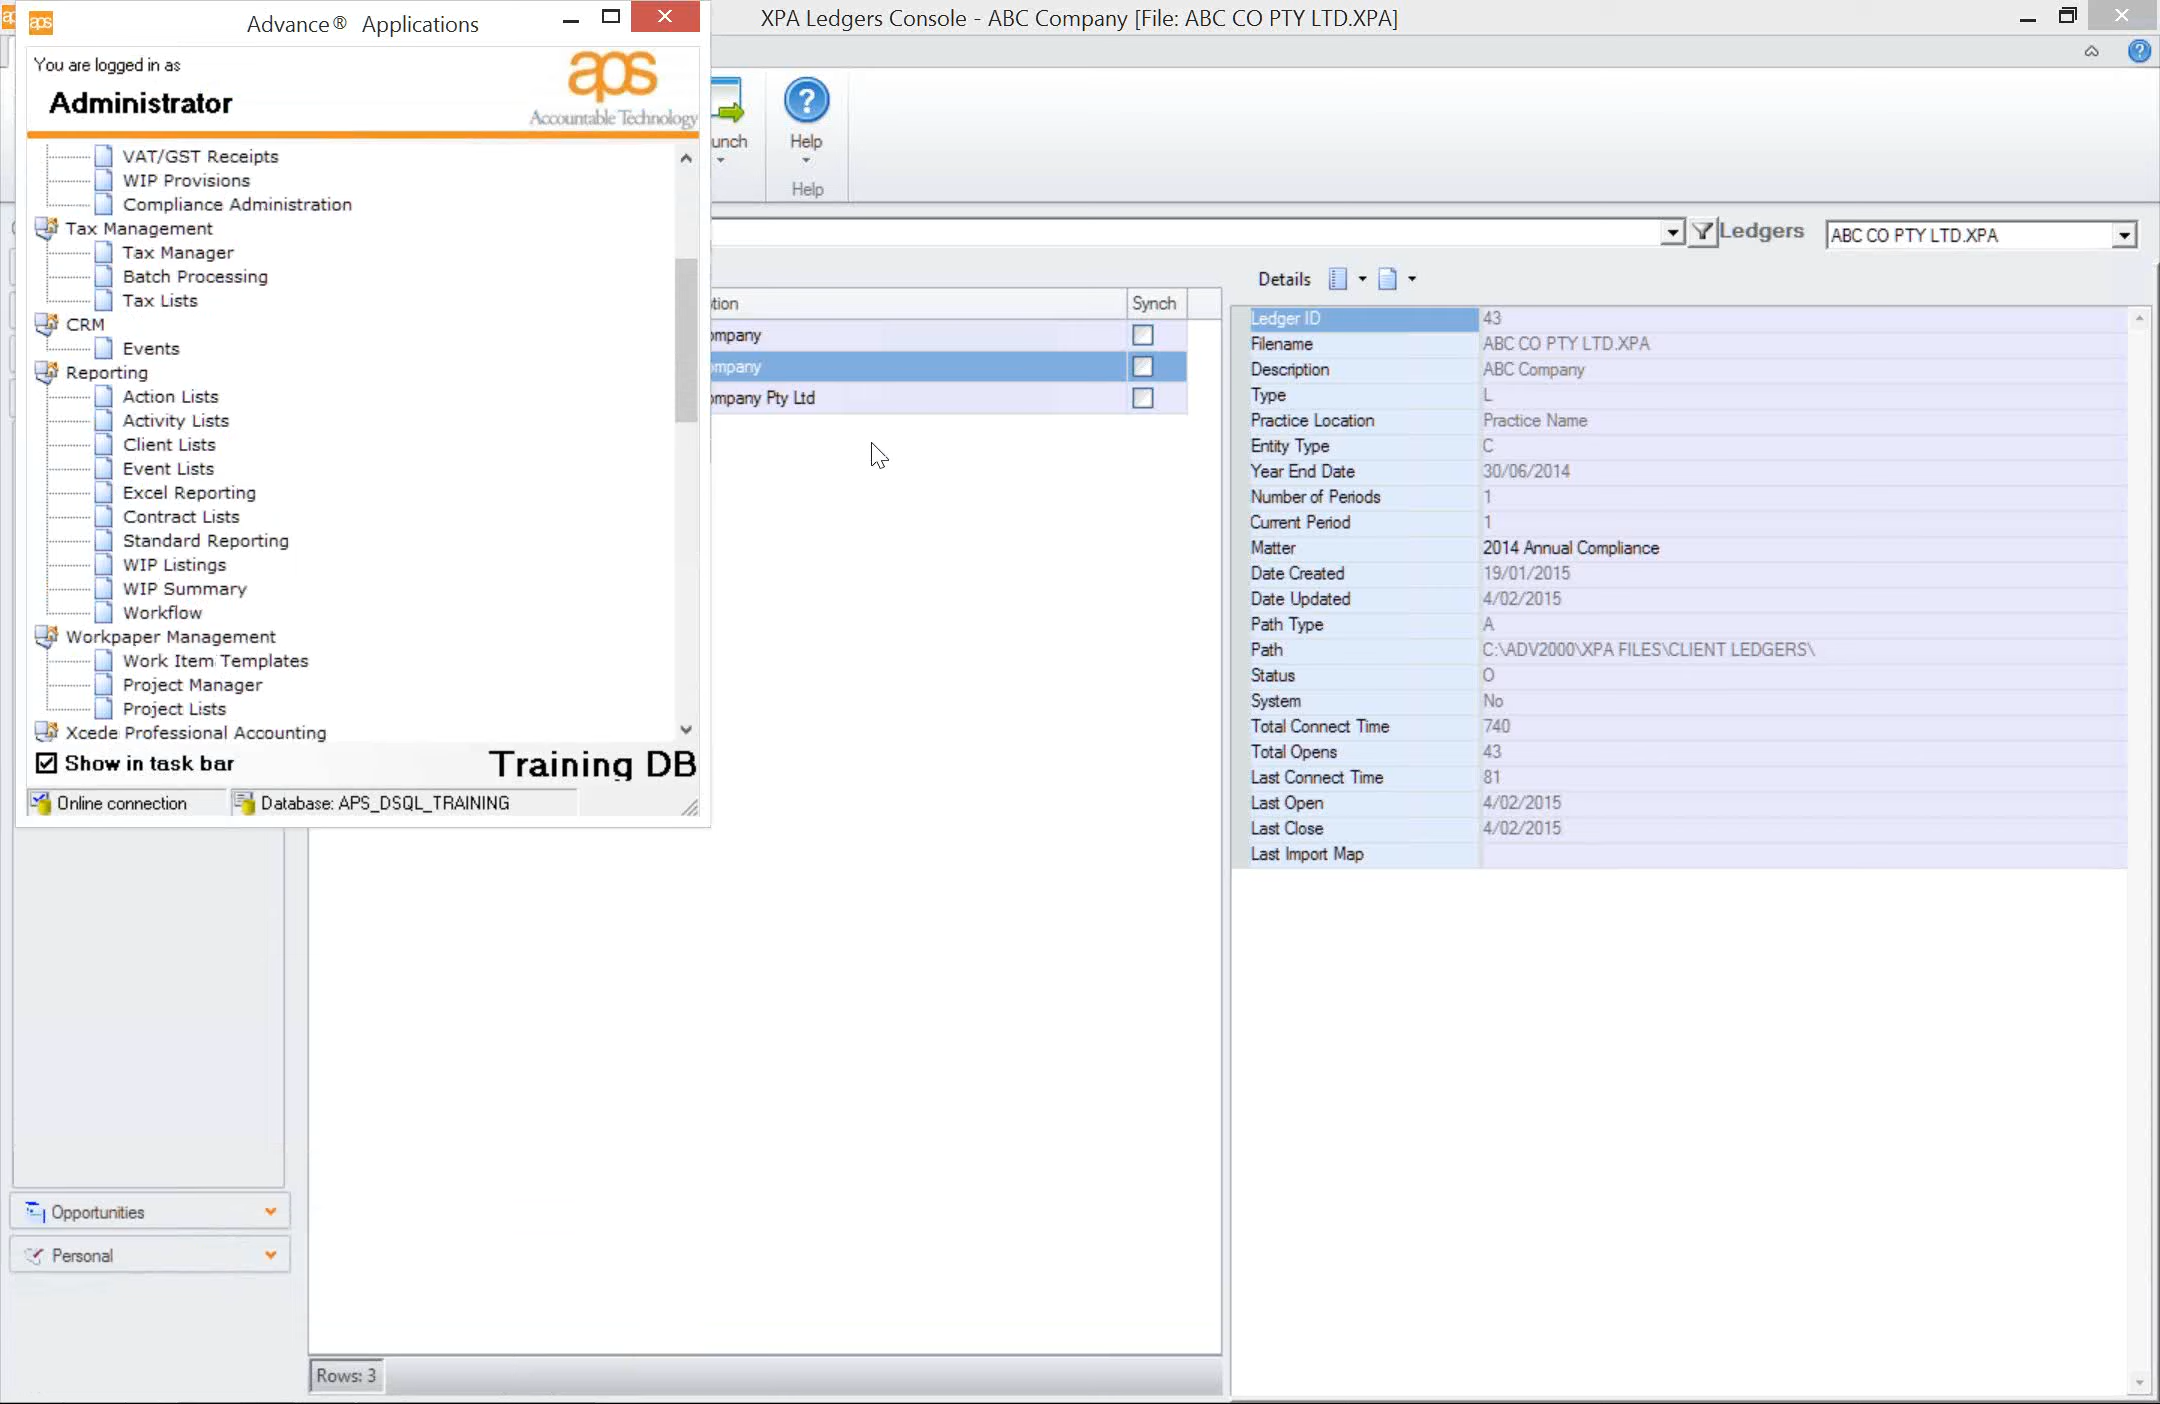 aps
Advance® Applications
XPA Ledgers Console - ABC Company [File: ABC CO PTY LTD.XPA]
You are logged in as
Administrator
aps
Accountable Technology
VAT/GST Receipts
WIP Provisions
Compliance Administration
Tax Management
Tax Manager
Batch Processing
Tax Lists
CRM
Events
Reporting
Action Lists
Activity Lists
Client Lists
Event Lists
Excel Reporting
Contract Lists
Standard Reporting
WIP Listings
WIP Summary
Workflow
Workpaper Management
Work Item Templates
Project Manager
Project Lists
Xcede Professional Accounting
Show in task bar
Training DB
Online connection
Database: APS_DSQL_TRAINING
unch
Help
Help
Ledgers
ABC CO PTY LTD.XPA
tion
Synch
ompany
ompany
ompany Pty Ltd
Details
Ledger ID 43
Filename ABC CO PTY LTD.XPA
Description ABC Company
Type L
Practice Location Practice Name
Entity Type C
Year End Date 30/06/2014
Number of Periods 1
Current Period 1
Matter 2014 Annual Compliance
Date Created 19/01/2015
Date Updated 4/02/2015
Path Type A
Path C:\ADV2000\XPA FILES\CLIENT LEDGERS\
Status O
System No
Total Connect Time 740
Total Opens 43
Last Connect Time 81
Last Open 4/02/2015
Last Close 4/02/2015
Last Import Map
Opportunities
Personal
Rows: 3